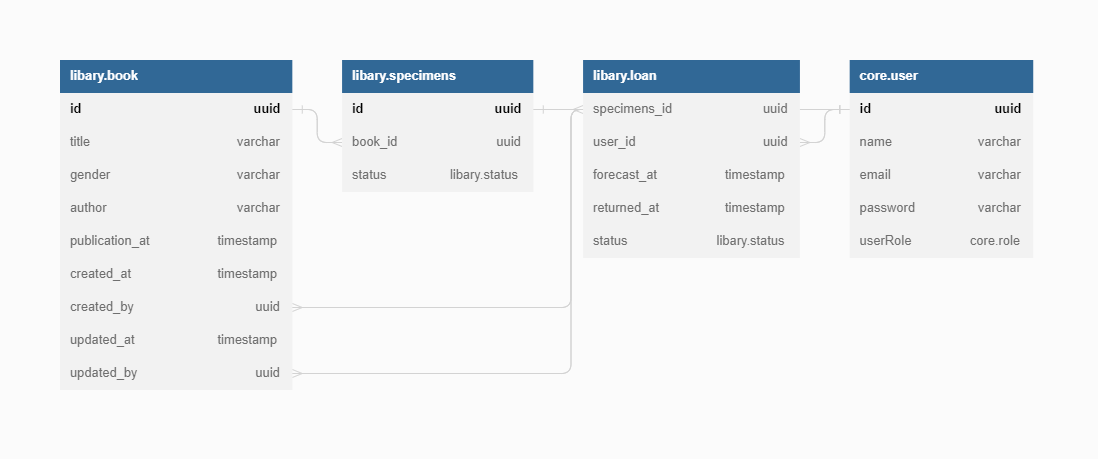 libary.book
id uuid
title varchar
gender varchar
author varchar
publication_at timestamp
created_at timestamp
created_by uuid
updated_at timestamp
updated_by uuid
libary.specimens
id uuid
book_id uuid
status libary.status
libary.loan
specimens_id uuid
user_id uuid
forecast_at timestamp
returned_at timestamp
status libary.status
core.user
id uuid
name varchar
email varchar
password varchar
userRole core.role